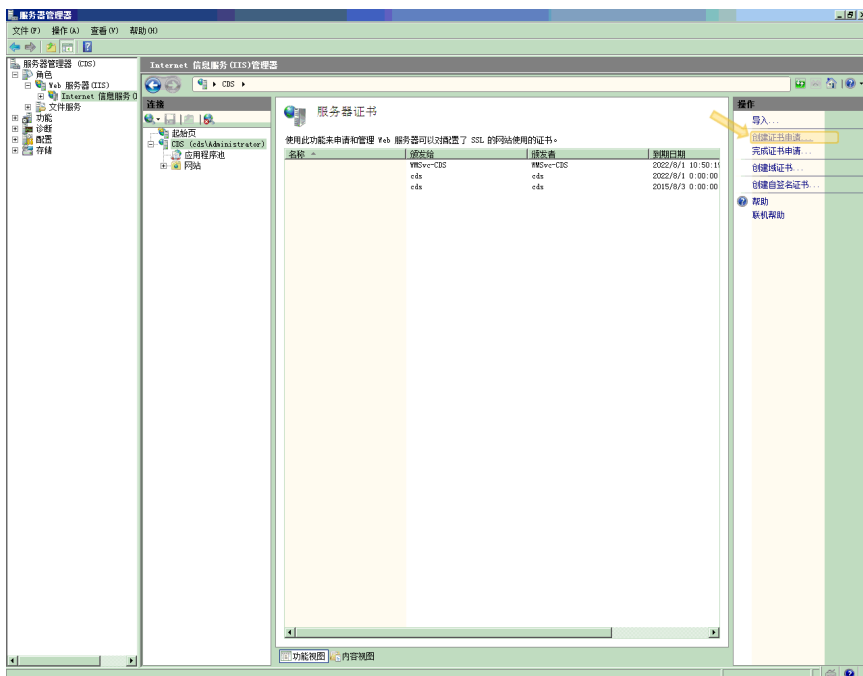 服务器管理器
文件(F) 操作(A) 查看(V) 帮助(H)
服务器管理器 (CDS)
角色
Web 服务器(IIS)
Internet 信息服务(I
文件服务
功能
诊断
配置
存储
Internet 信息服务(IIS)管理器
CDS
连接
起始页
CDS (cds\Administrator)
应用程序池
网站
服务器证书
使用此功能来申请和管理 Web 服务器可以对配置了 SSL 的网站使用的证书。
名称 颁发给 颁发者 到期日期
WMSvc-CDS WMSvc-CDS 2022/8/1 10:50:19
cds cds 2022/8/1 0:00:00
cds cds 2015/8/3 0:00:00
功能视图 内容视图
操作
导入...
创建证书申请...
完成证书申请...
创建域证书...
创建自签名证书...
帮助
联机帮助